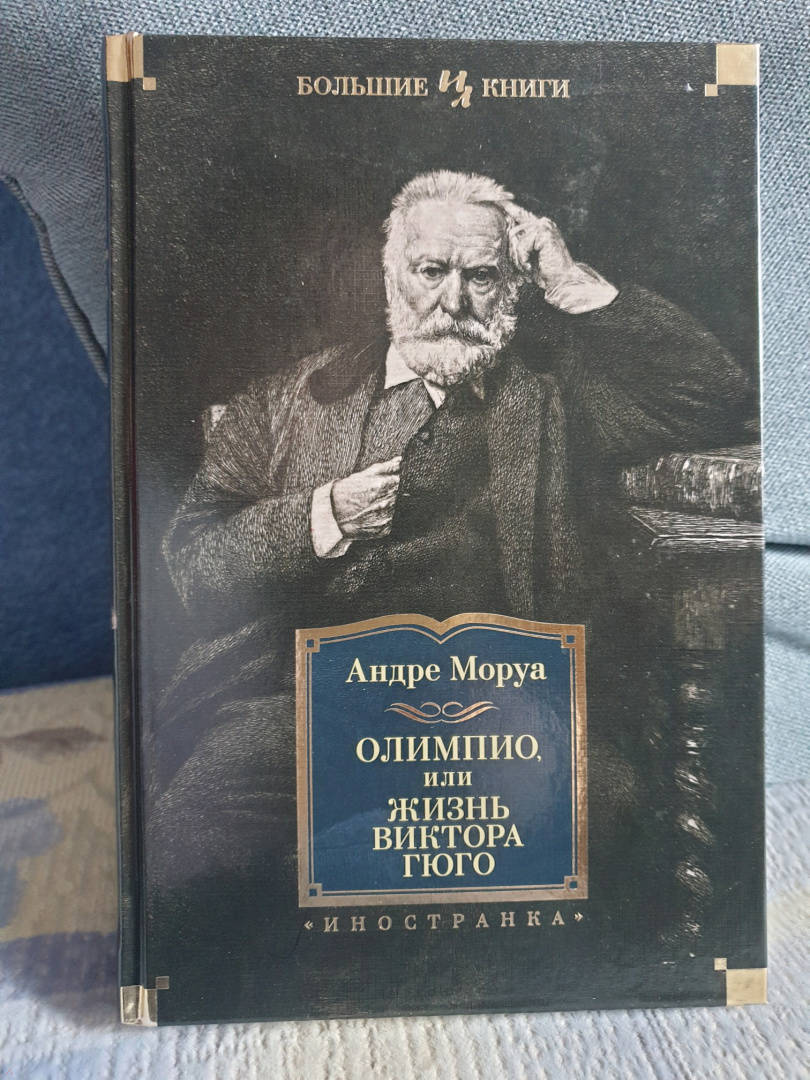 БОЛЬШИЕ ИЛ КНИГИ
Андре Моруа
ОЛИМПИО,
или
ЖИЗНЬ
ВИКТОРА
ГЮГО
«ИНОСТРАНКА»